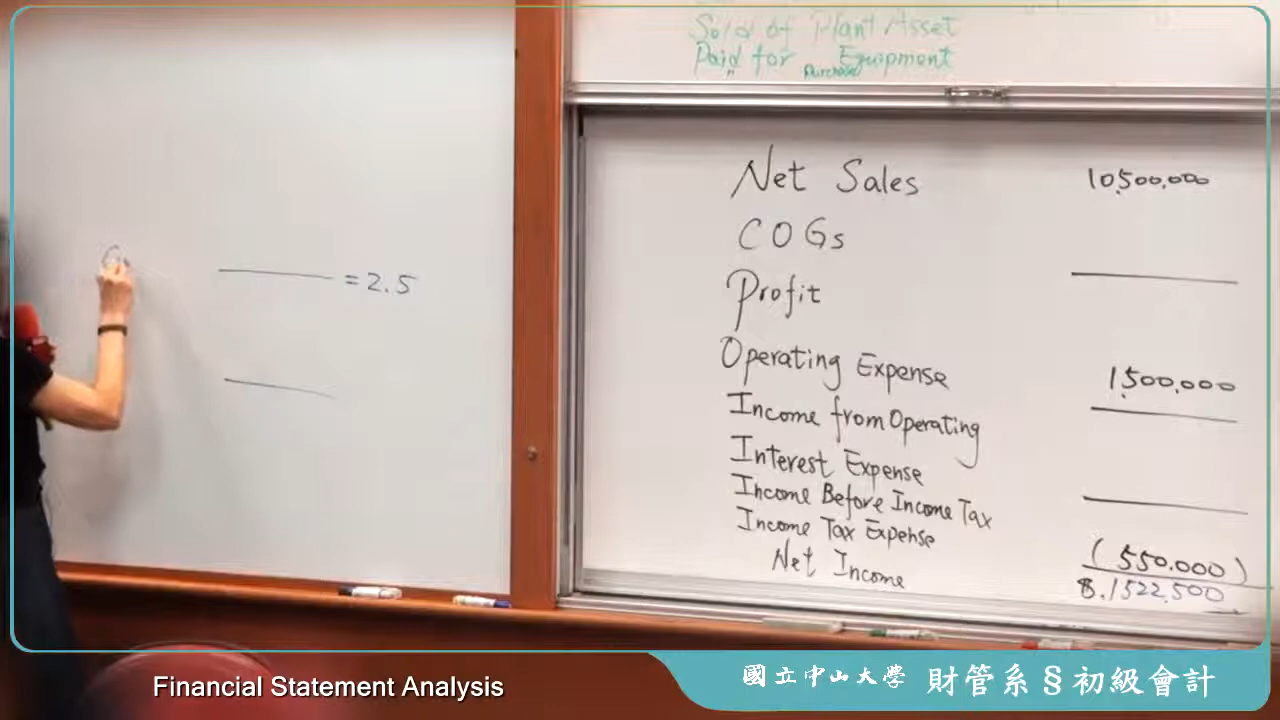 Sold of Plant Asset
Paid for Equipment
Purchase
= 2.5
Net Sales 10,500,000
COGs
Profit
Operating Expense 1,500,000
Income from Operating
Interest Expense
Income Before Income Tax
Income Tax Expense (550,000)
Net Income $.1522,500
Financial Statement Analysis
國立中山大學 財管系§初級會計